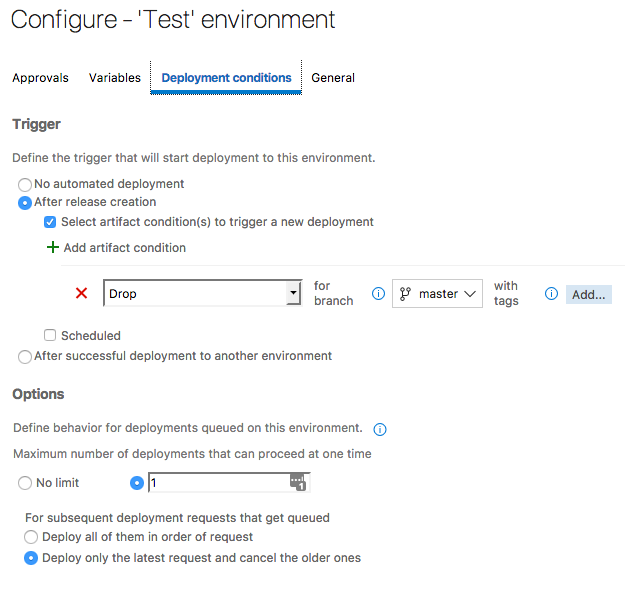 Configure - 'Test' environment
Approvals Variables Deployment conditions General
Trigger
Define the trigger that will start deployment to this environment.
No automated deployment
After release creation
Select artifact condition(s) to trigger a new deployment
Add artifact condition
Drop for branch master with tags Add...
Scheduled
After successful deployment to another environment
Options
Define behavior for deployments queued on this environment.
Maximum number of deployments that can proceed at one time
No limit 1 1
For subsequent deployment requests that get queued
Deploy all of them in order of request
Deploy only the latest request and cancel the older ones